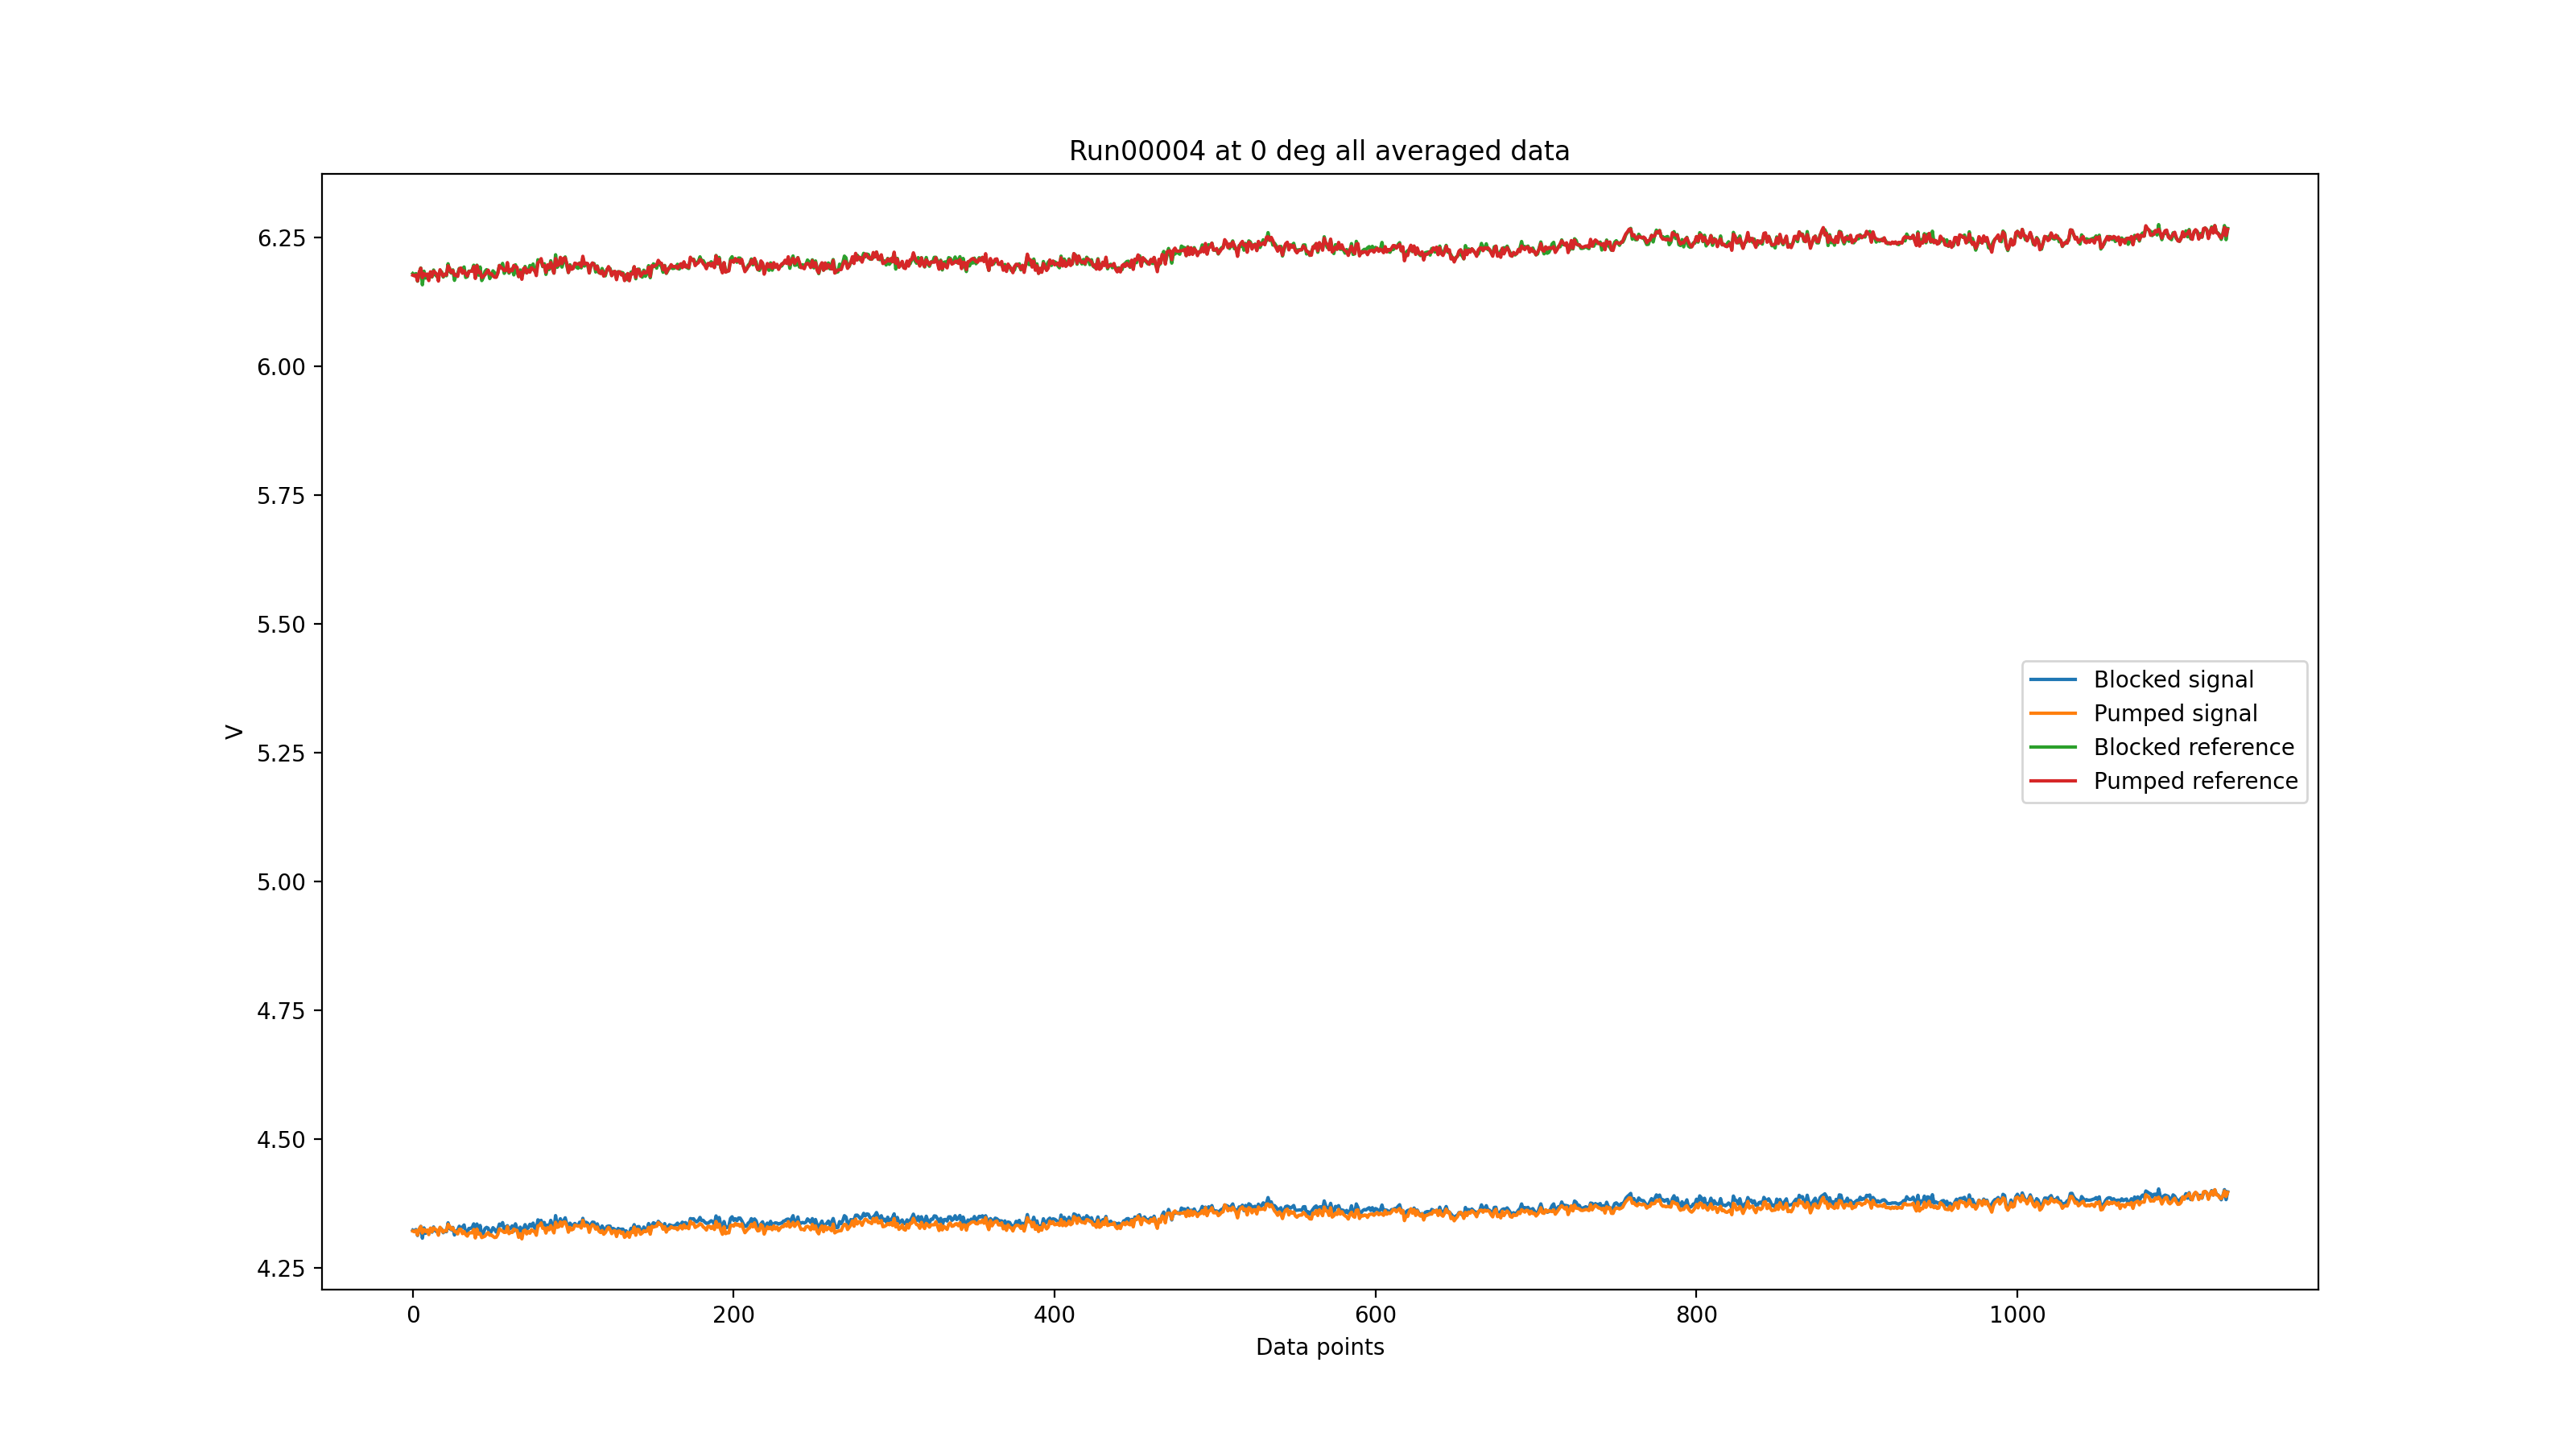 Run00004 at 0 deg all averaged data
6.25
6.00
5.75
5.50
5.25
5.00
4.75
4.50
4.25
V
Blocked signal
Pumped signal
Blocked reference
Pumped reference
0 200 400 600 800 1000
Data points